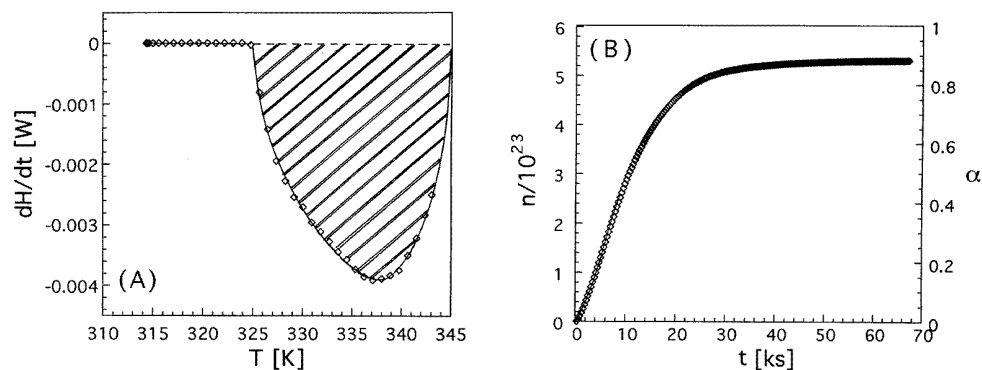 0
-0.001
-0.002
-0.003
-0.004
dH/dt [W]
(A)
310 315 320 325 330 335 340 345
T [K]
6
5
4
3
2
1
0
n/10^23
(B)
1
0.8
0.6
0.4
0.2
0
α
0 10 20 30 40 50 60 70
t [ks]